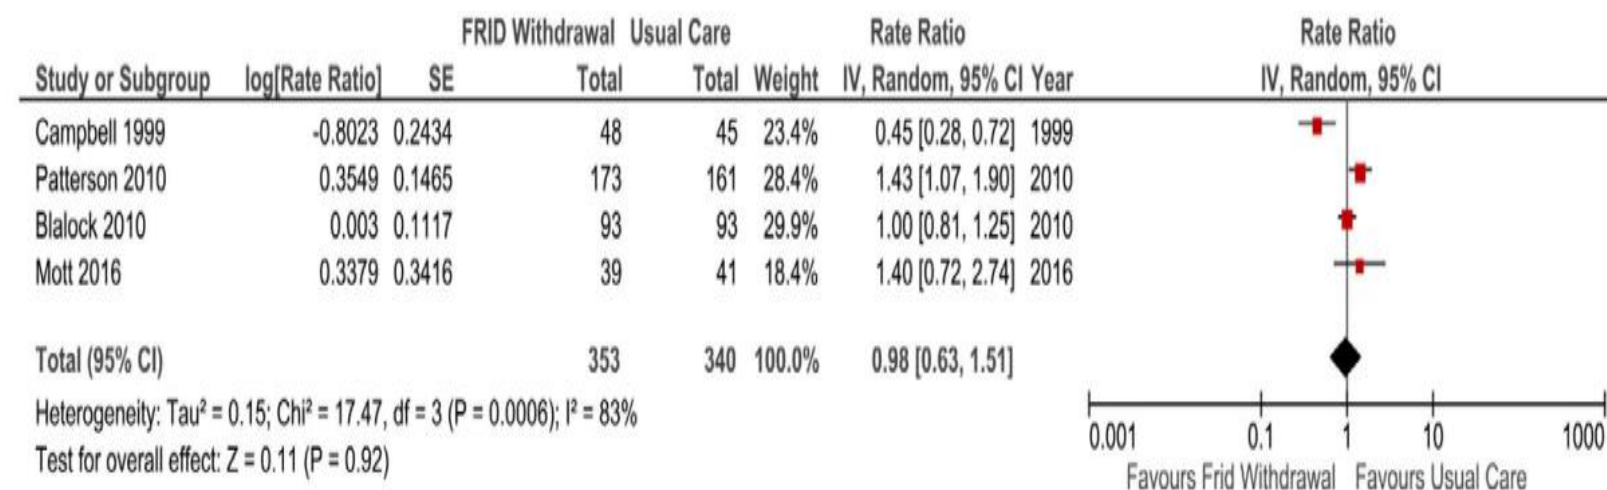 FRID Withdrawal Usual Care Rate Ratio Rate Ratio
Study or Subgroup log[Rate Ratio] SE Total Total Weight IV, Random, 95% CI Year IV, Random, 95% CI
Campbell 1999 -0.8023 0.2434 48 45 23.4% 0.45 [0.28, 0.72] 1999
Patterson 2010 0.3549 0.1465 173 161 28.4% 1.43 [1.07, 1.90] 2010
Blalock 2010 0.003 0.1117 93 93 29.9% 1.00 [0.81, 1.25] 2010
Mott 2016 0.3379 0.3416 39 41 18.4% 1.40 [0.72, 2.74] 2016
Total (95% CI) 353 340 100.0% 0.98 [0.63, 1.51]
Heterogeneity: Tau² = 0.15; Chi² = 17.47, df = 3 (P = 0.0006); I² = 83%
Test for overall effect: Z = 0.11 (P = 0.92)
0.001 0.1 1 10 1000
Favours Frid Withdrawal Favours Usual Care